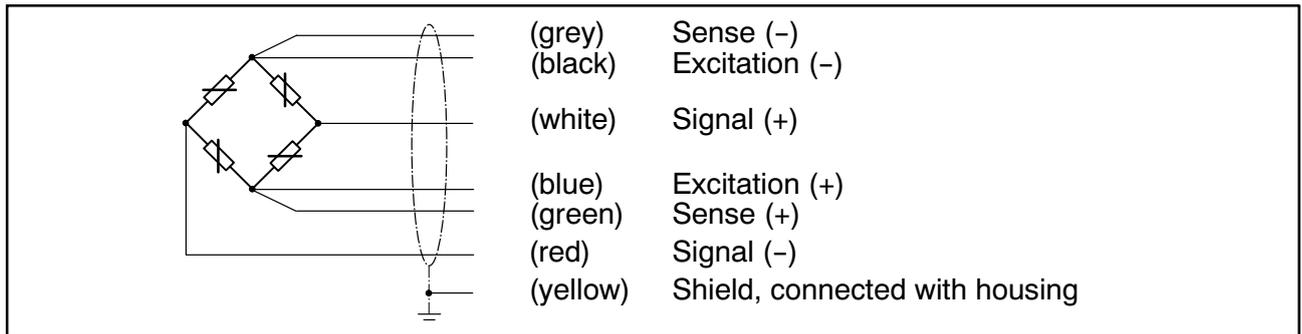 (grey) Sense (–)
(black) Excitation (–)
(white) Signal (+)
(blue) Excitation (+)
(green) Sense (+)
(red) Signal (–)
(yellow) Shield, connected with housing